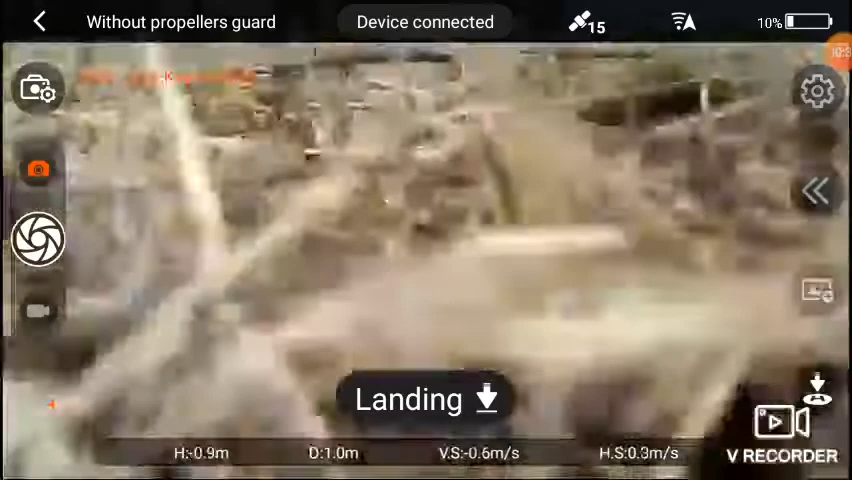 Without propellers guard
Device connected
15
10%
Landing
H:-0.9m
D:1.0m
V.S:-0.6m/s
H.S:0.3m/s
V RECORDER